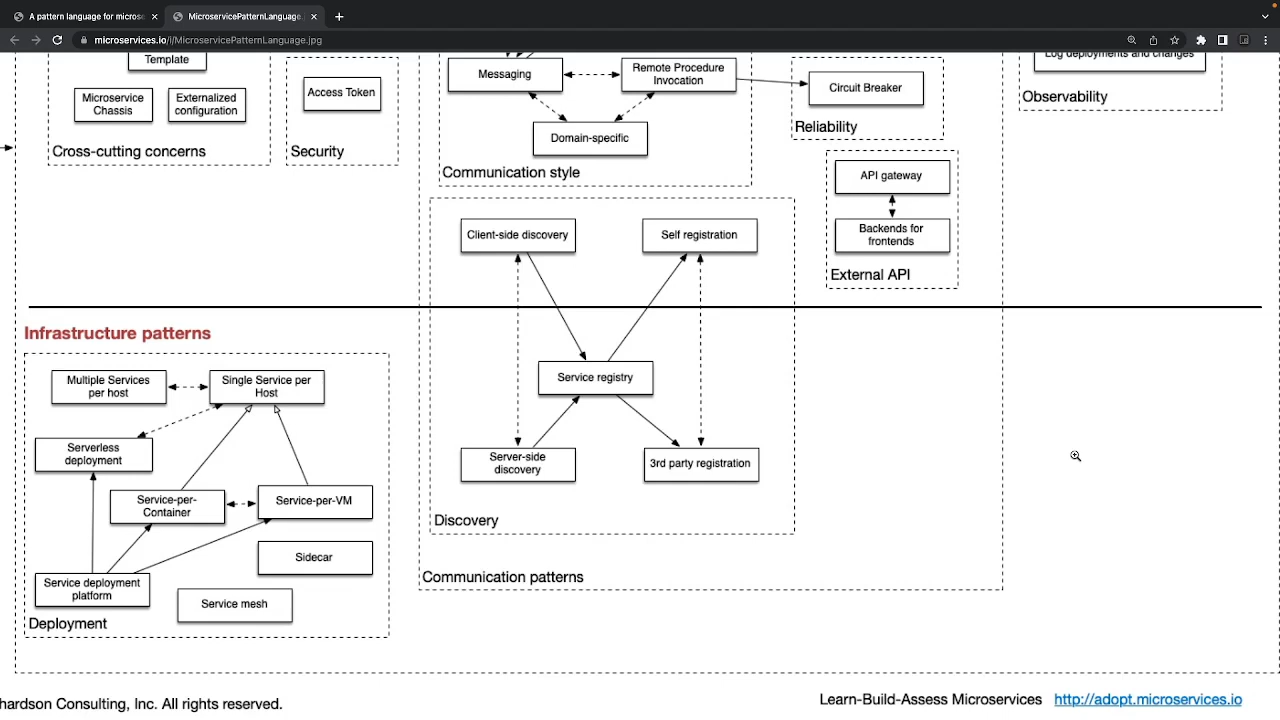 A pattern language for micros
MicroservicePatternLanguage.
microservices.io/i/MicroservicePatternLanguage.jpg
Template
Microservice
Chassis
Externalized
configuration
Cross-cutting concerns
Access Token
Security
Messaging
Remote Procedure
Invocation
Domain-specific
Communication style
Circuit Breaker
Reliability
Log deployments and changes
Observability
API gateway
Backends for
frontends
External API
Client-side discovery
Self registration
Service registry
Server-side
discovery
3rd party registration
Discovery
Communication patterns
Infrastructure patterns
Multiple Services
per host
Single Service per
Host
Serverless
deployment
Service-per-
Container
Service-per-VM
Sidecar
Service deployment
platform
Service mesh
Deployment
hardson Consulting, Inc. All rights reserved.
Learn-Build-Assess Microservices http://adopt.microservices.io